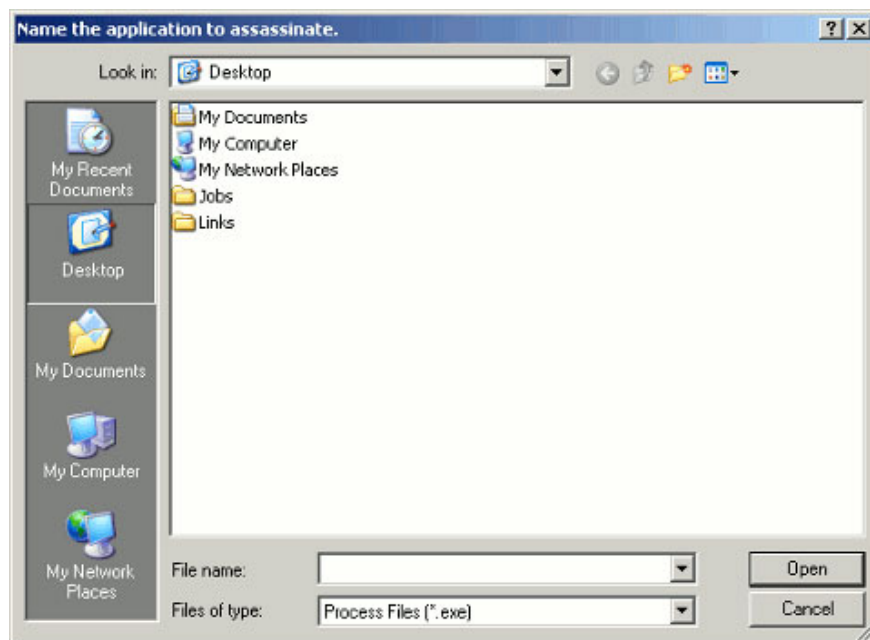 Name the application to assassinate.
Look in: Desktop
My Recent
Documents
Desktop
My Documents
My Computer
My Network
Places
My Documents
My Computer
My Network Places
Jobs
Links
File name:
Open
Files of type: Process Files (*.exe)
Cancel